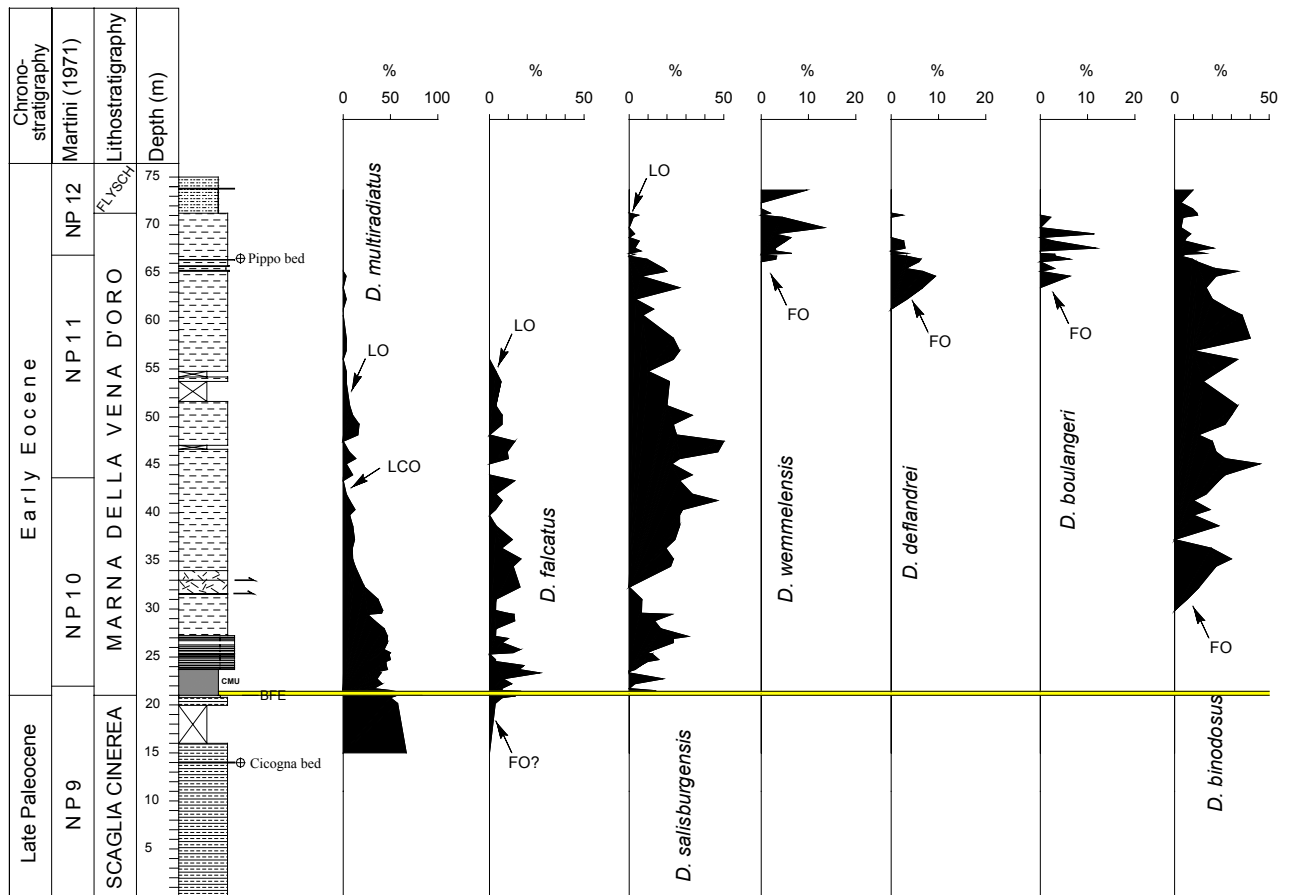 Chrono-
stratigraphy
Martini (1971)
Lithostratigraphy
Depth (m)
% % % % % % %
0 50 100 0 50 0 50 0 10 20 0 10 20 0 10 20 0 50
Early Eocene
Late Paleocene
NP 12
NP 11
NP 10
NP 9
FLYSCH
MARNA DELLA VENA D'ORO
SCAGLIA CINEREA
75
70
65
60
55
50
45
40
35
30
25
20
15
10
5
Pippo bed
CMU
BFE
Cicogna bed
D. multiradiatus
LO
LCO
D. falcatus
LO
FO?
D. salisburgensis
LO
D. wemmelensis
FO
D. deflandrei
FO
D. boulangeri
FO
D. binodosus
FO